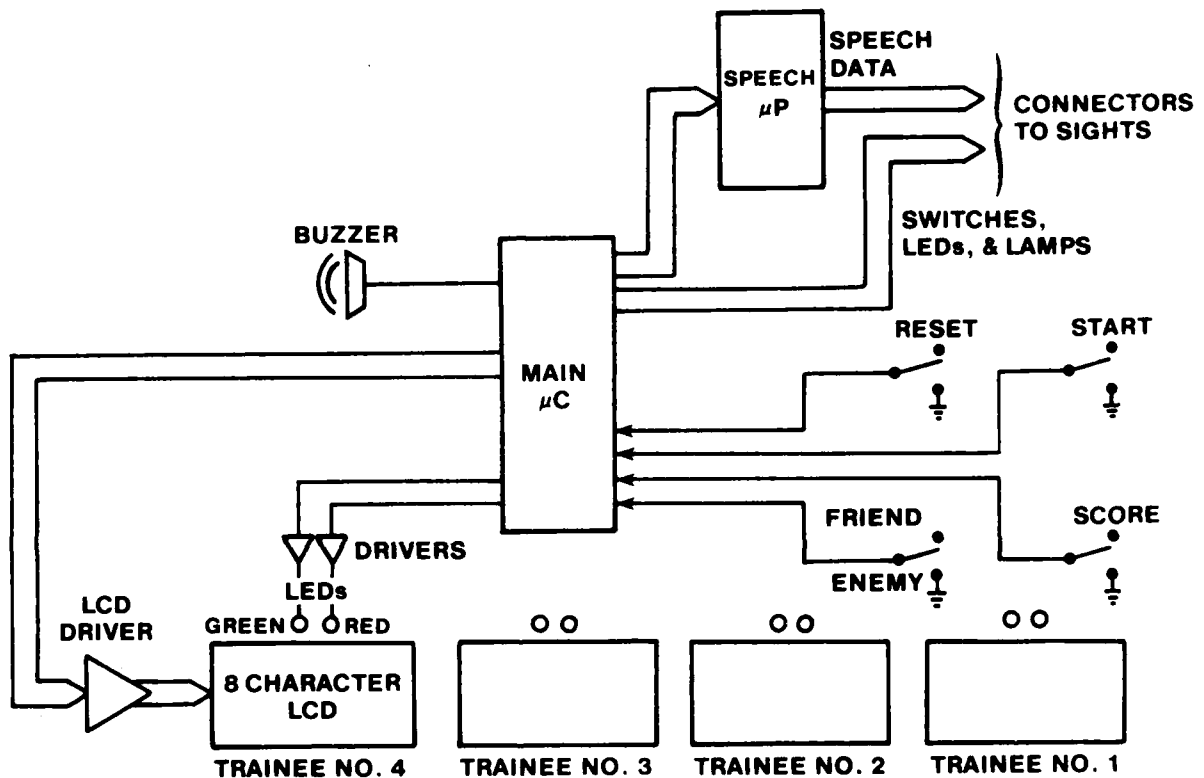 SPEECH
DATA
SPEECH
μP
CONNECTORS
TO SIGHTS
SWITCHES,
LEDs, & LAMPS
BUZZER
RESET
START
MAIN
μC
FRIEND
ENEMY
SCORE
DRIVERS
LEDs
LCD
DRIVER
GREEN
RED
8 CHARACTER
LCD
TRAINEE NO. 4
TRAINEE NO. 3
TRAINEE NO. 2
TRAINEE NO. 1